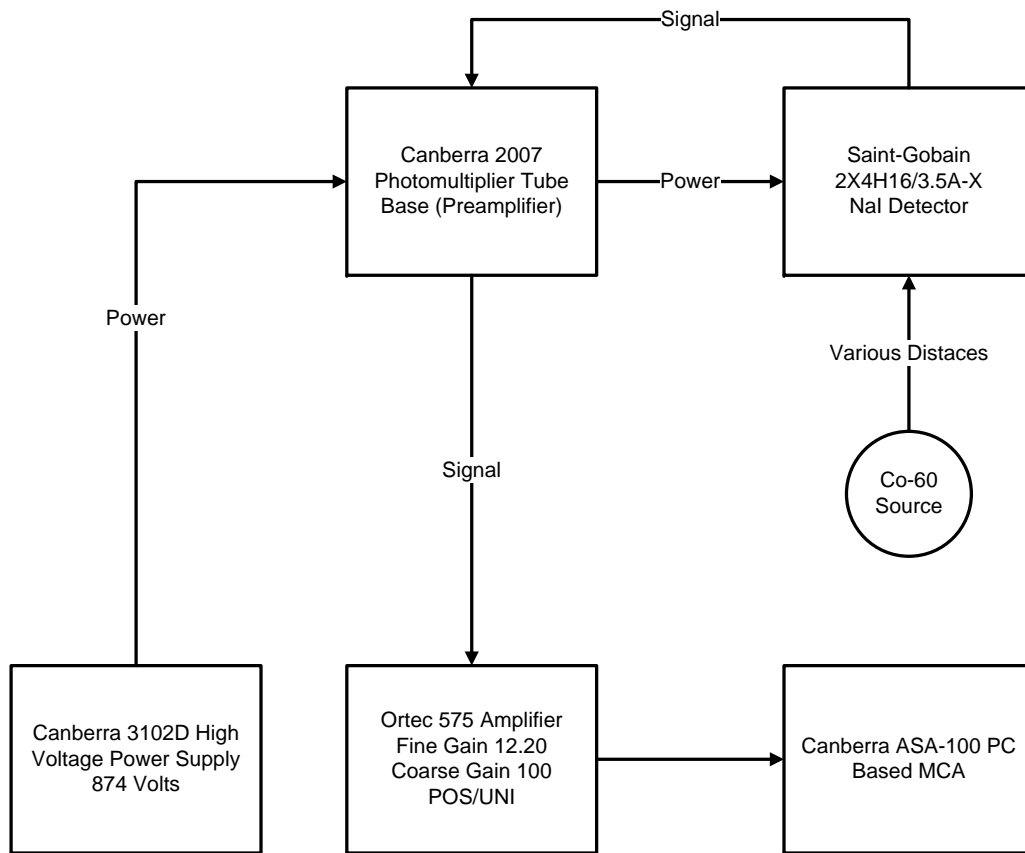 Signal
Canberra 2007
Photomultiplier Tube
Base (Preamplifier)
Power
Saint-Gobain
2X4H16/3.5A-X
NaI Detector
Power
Various Distaces
Signal
Co-60
Source
Canberra 3102D High
Voltage Power Supply
874 Volts
Ortec 575 Amplifier
Fine Gain 12.20
Coarse Gain 100
POS/UNI
Canberra ASA-100 PC
Based MCA